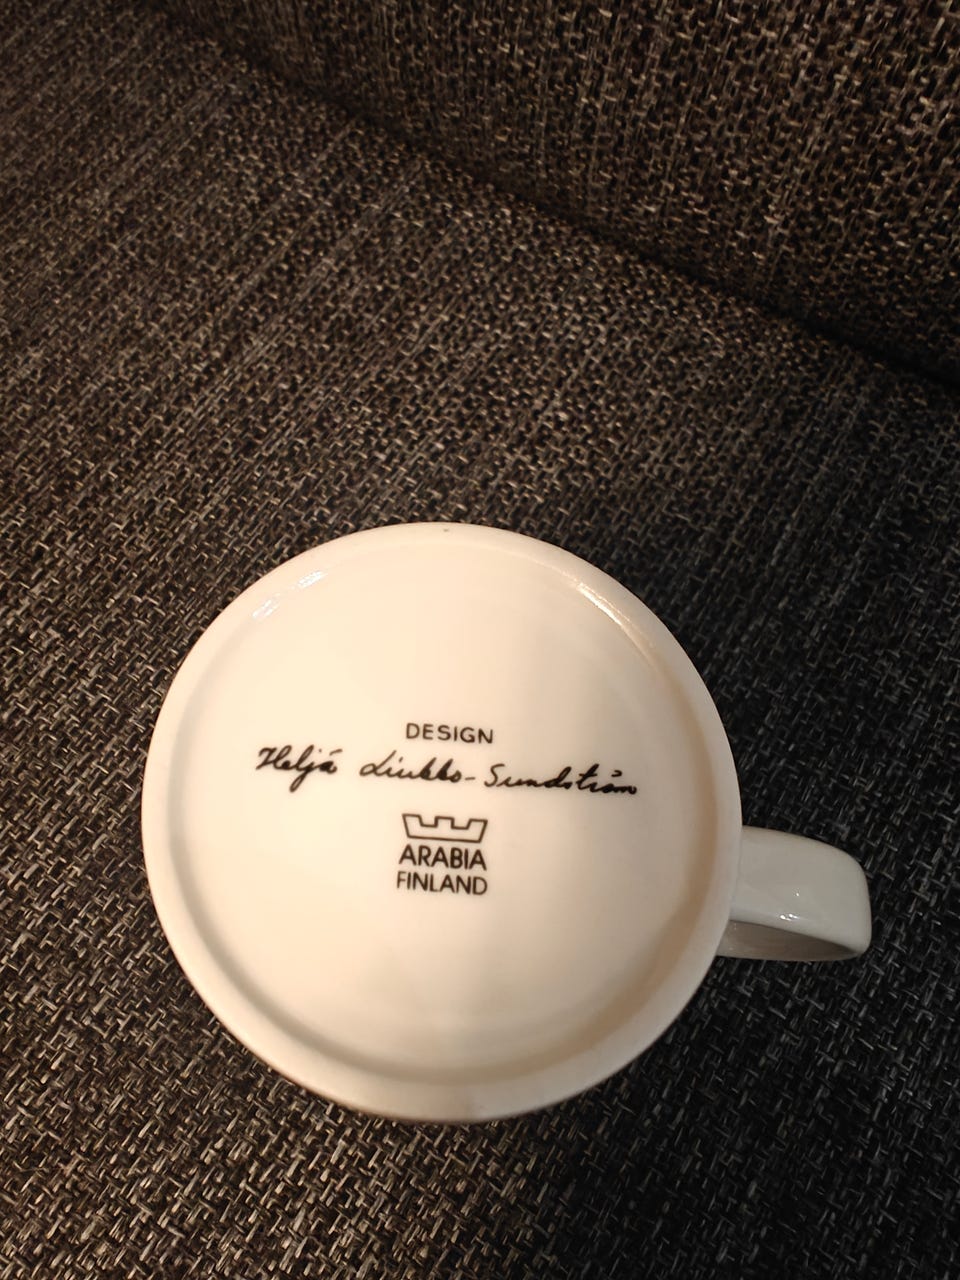 DESIGN
Heljä Liukko-Sundström
ARABIA
FINLAND